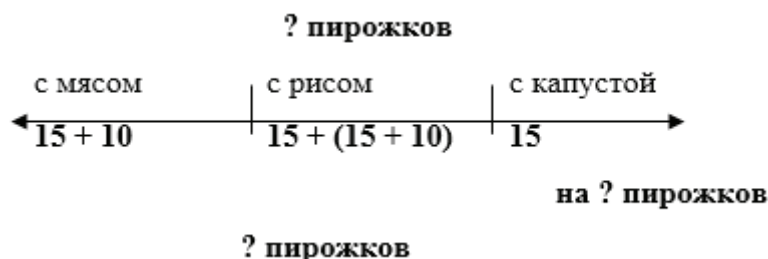 ? пирожков
с мясом с рисом с капустой
15 + 10 15 + (15 + 10) 15
на ? пирожков
? пирожков